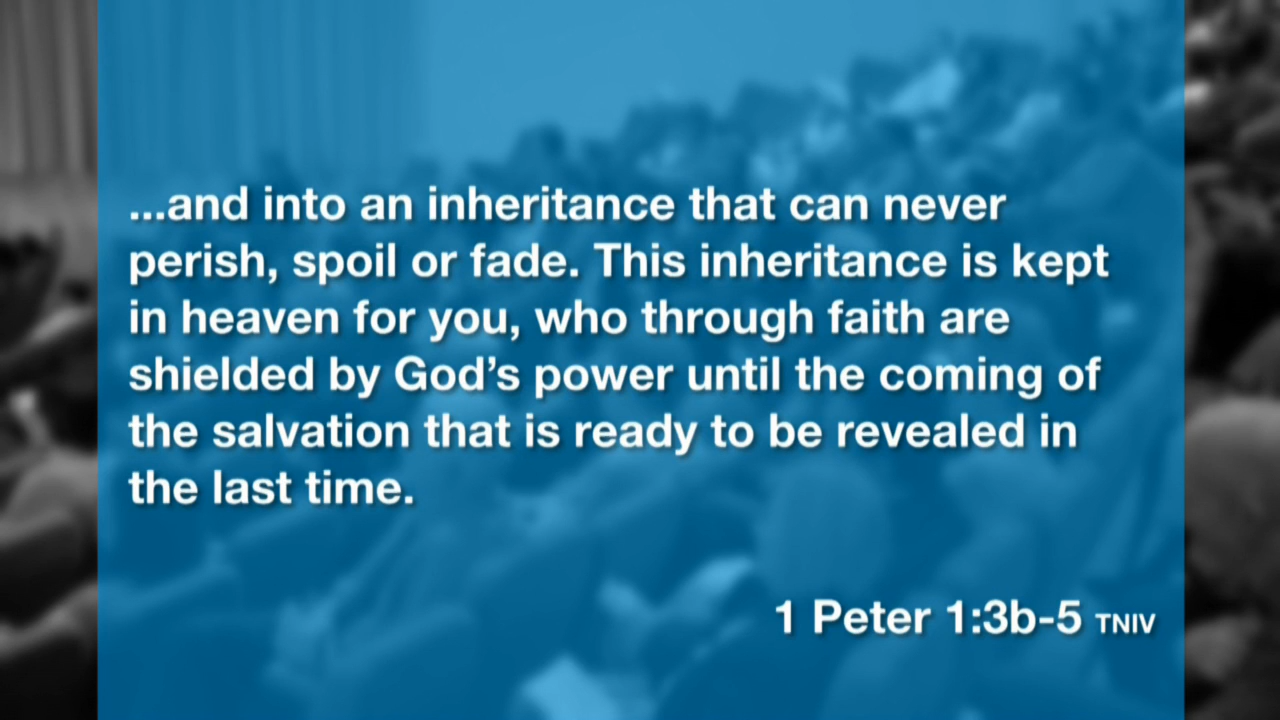 ...and into an inheritance that can never
perish, spoil or fade. This inheritance is kept
in heaven for you, who through faith are
shielded by God’s power until the coming of
the salvation that is ready to be revealed in
the last time.
1 Peter 1:3b-5 TNIV